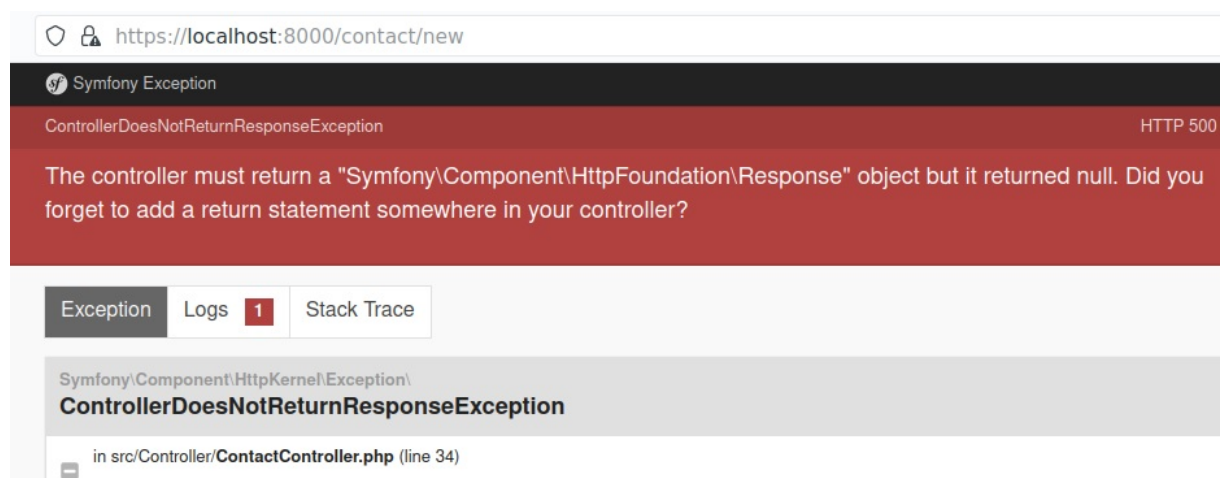 https://localhost:8000/contact/new
sf Symfony Exception
ControllerDoesNotReturnResponseException HTTP 500
The controller must return a "Symfony\Component\HttpFoundation\Response" object but it returned null. Did you
forget to add a return statement somewhere in your controller?
Exception Logs 1 Stack Trace
Symfony\Component\HttpKernel\Exception\
ControllerDoesNotReturnResponseException
in src/Controller/ContactController.php (line 34)